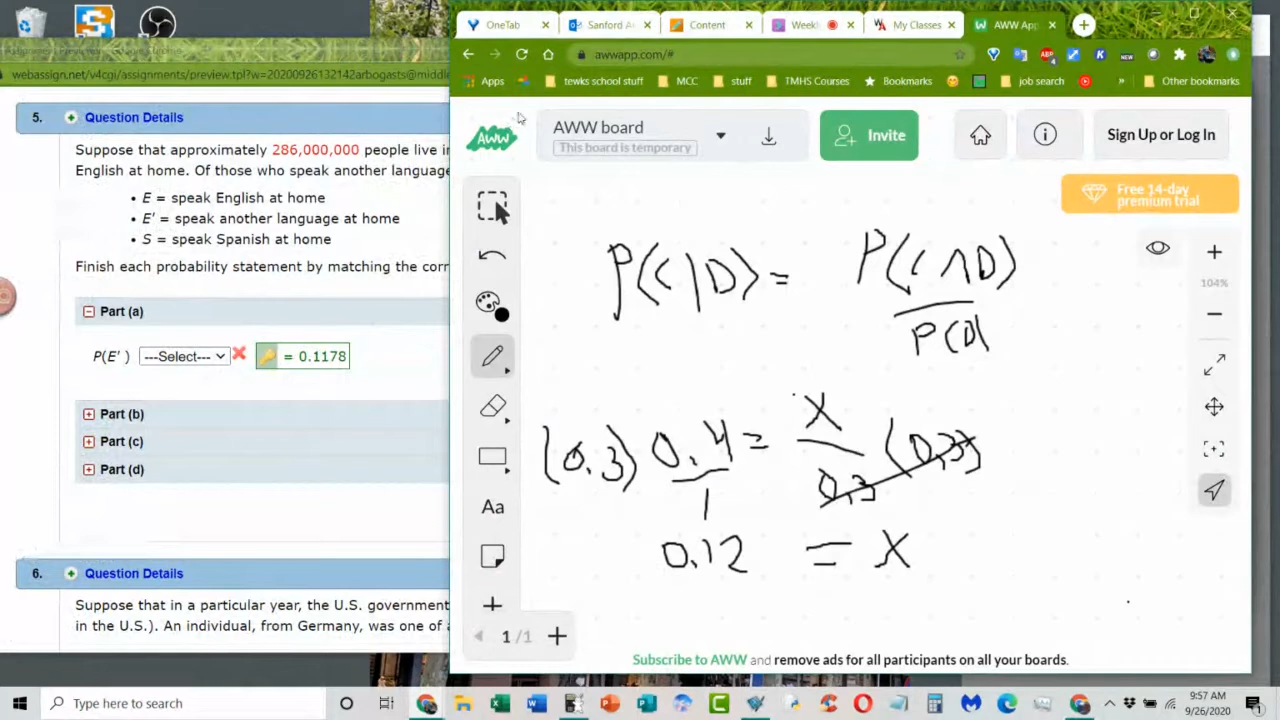 OneTab
Sanford A
Content
Weekl
My Classes
AWW App
awwapp.com/#
Apps
tewks school stuff
MCC
stuff
TMHS Courses
Bookmarks
job search
»
Other bookmarks
webassign.net/v4cgi/assignments/preview.tpl?w=20200926132142arbogasts@middle
5. Question Details
Suppose that approximately 286,000,000 people live i
English at home. Of those who speak another language
• E = speak English at home
• E' = speak another language at home
• S = speak Spanish at home
Finish each probability statement by matching the corr
Part (a)
P(E' ) ---Select--- = 0.1178
Part (b)
Part (c)
Part (d)
6. Question Details
Suppose that in a particular year, the U.S. government
in the U.S.). An individual, from Germany, was one of a
AWW
AWW board
This board is temporary
Invite
Sign Up or Log In
Free 14-day
premium trial
104%
P(C|D) = P(C∩D)
P(D)
(0.3) 0.4 = X (0.3)
1 0.3
0.12 = X
Aa
1 / 1
Subscribe to AWW and remove ads for all participants on all your boards.
Type here to search
9:57 AM
9/26/2020